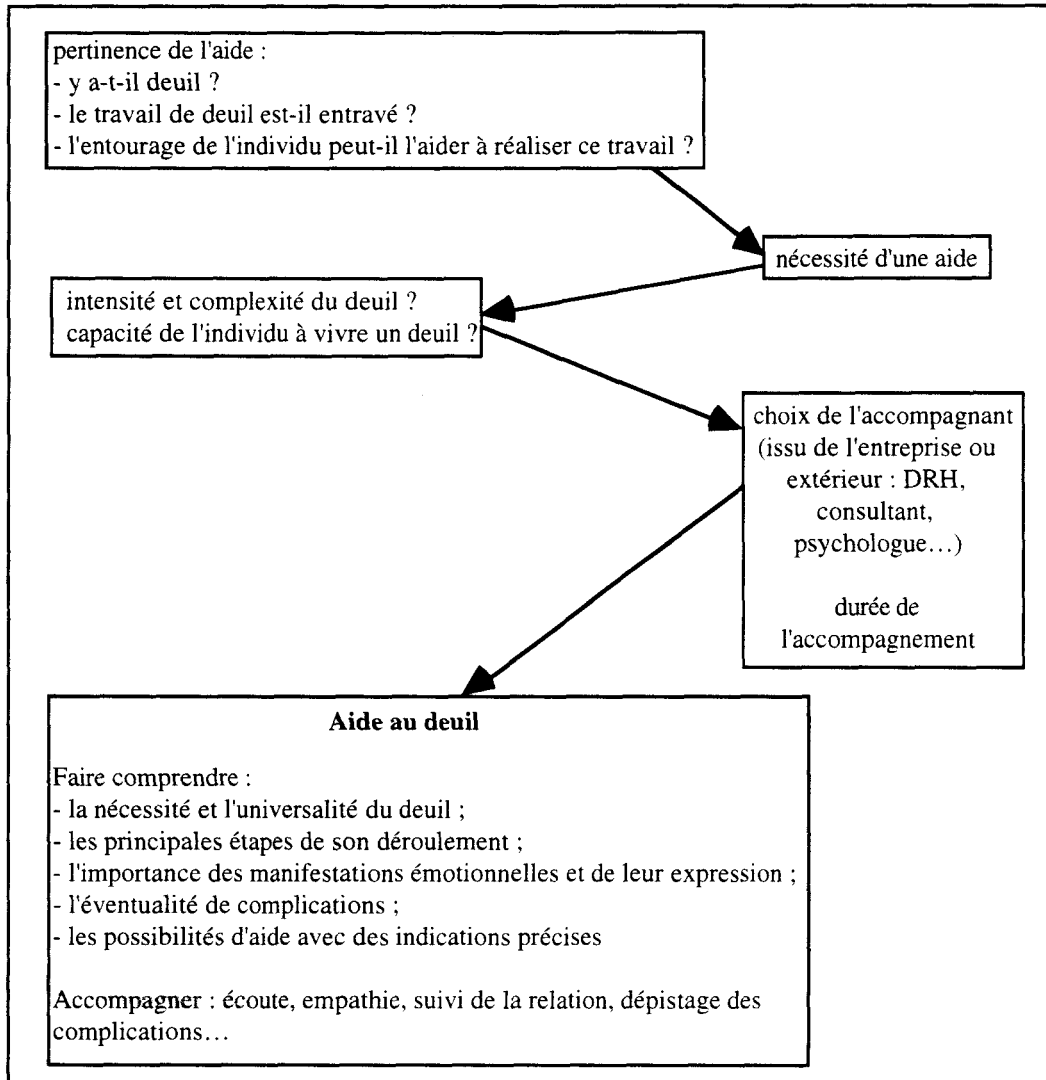 pertinence de l'aide :
- y a-t-il deuil ?
- le travail de deuil est-il entravé ?
- l'entourage de l'individu peut-il l'aider à réaliser ce travail ?
nécessité d'une aide
intensité et complexité du deuil ?
capacité de l'individu à vivre un deuil ?
choix de l'accompagnant
(issu de l'entreprise ou
extérieur : DRH,
consultant,
psychologue…)
durée de
l'accompagnement
Aide au deuil
Faire comprendre :
- la nécessité et l'universalité du deuil ;
- les principales étapes de son déroulement ;
- l'importance des manifestations émotionnelles et de leur expression ;
- l'éventualité de complications ;
- les possibilités d'aide avec des indications précises
Accompagner : écoute, empathie, suivi de la relation, dépistage des
complications…